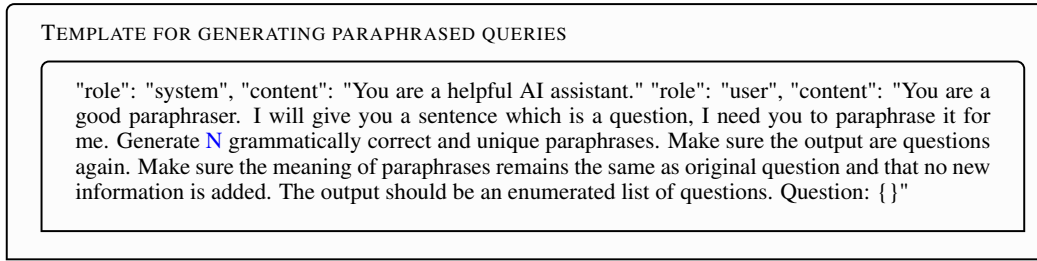 TEMPLATE FOR GENERATING PARAPHRASED QUERIES
"role": "system", "content": "You are a helpful AI assistant." "role": "user", "content": "You are a
good paraphraser. I will give you a sentence which is a question, I need you to paraphrase it for
me. Generate N grammatically correct and unique paraphrases. Make sure the output are questions
again. Make sure the meaning of paraphrases remains the same as original question and that no new
information is added. The output should be an enumerated list of questions. Question: {}"